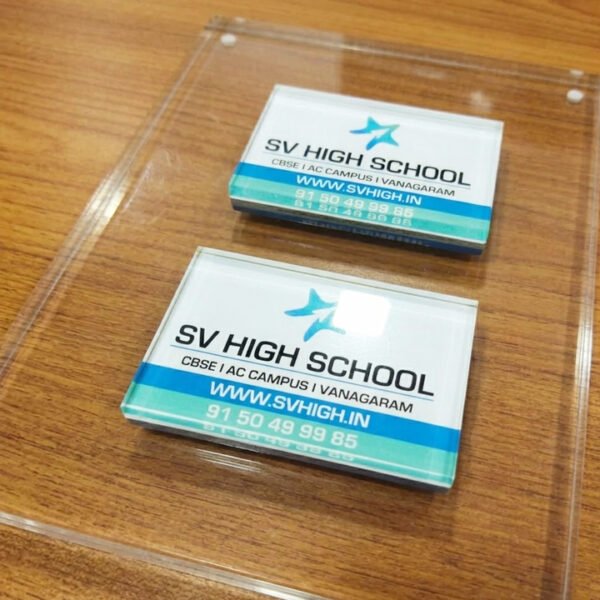 SV HIGH SCHOOL
CBSE I AC CAMPUS I VANAGARAM
WWW.SVHIGH.IN
91 50 49 99 85
SV HIGH SCHOOL
CBSE I AC CAMPUS I VANAGARAM
WWW.SVHIGH.IN
91 50 49 99 85